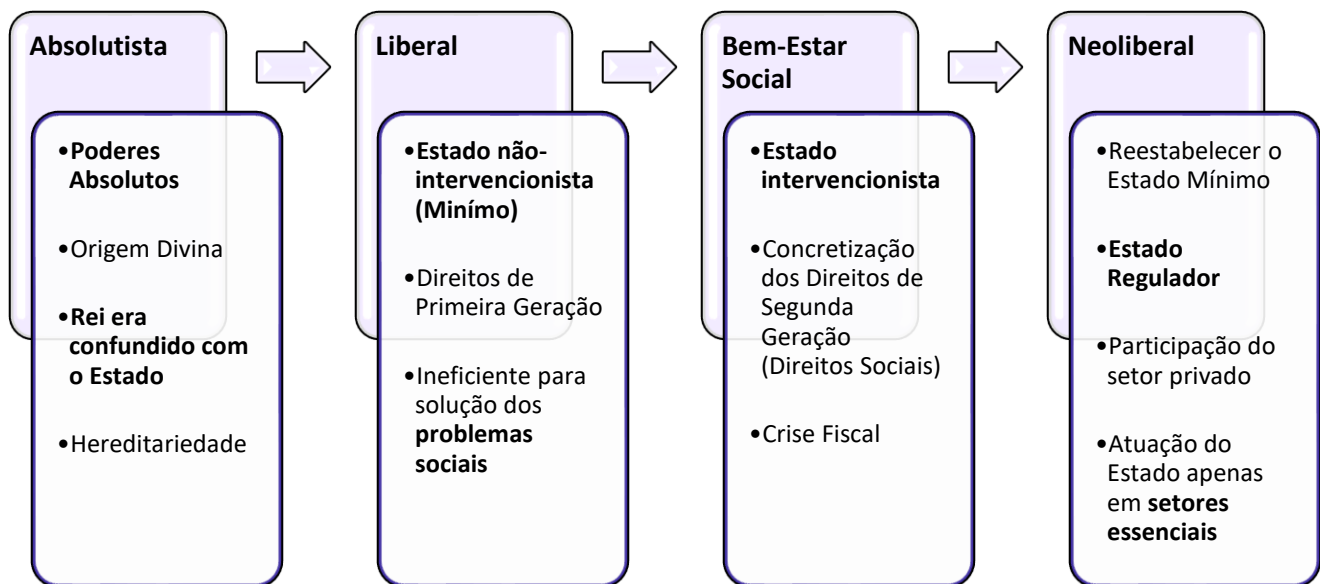 Absolutista
•Poderes
Absolutos
•Origem Divina
•Rei era
confundido com
o Estado
•Hereditariedade
Liberal
•Estado não-
intervencionista
(Minímo)
•Direitos de
Primeira Geração
•Ineficiente para
solução dos
problemas
sociais
Bem-Estar
Social
•Estado
intervencionista
•Concretização
dos Direitos de
Segunda
Geração
(Direitos Sociais)
•Crise Fiscal
Neoliberal
•Reestabelecer o
Estado Mínimo
•Estado
Regulador
•Participação do
setor privado
•Atuação do
Estado apenas
em setores
essenciais